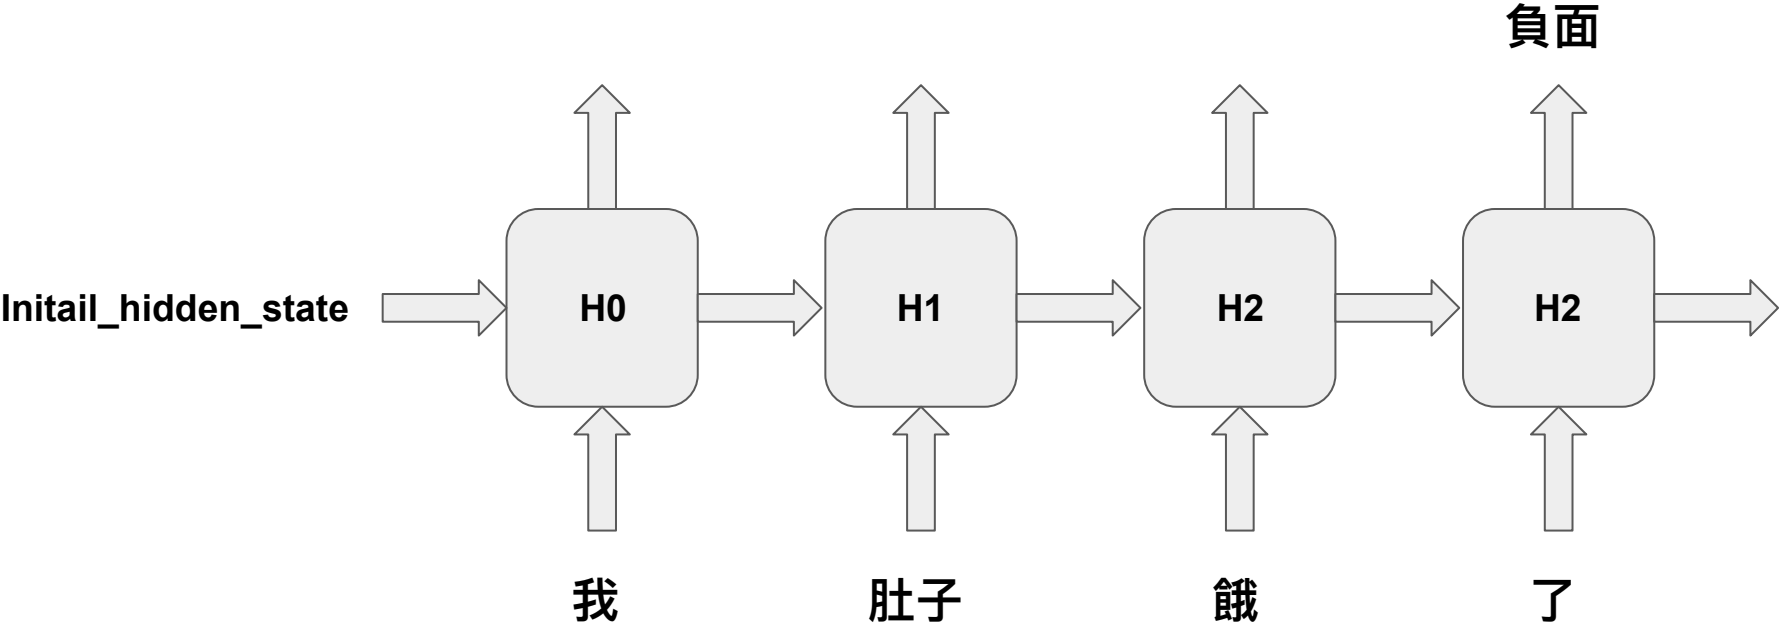 負面
Initail_hidden_state H0 H1 H2 H2
我 肚子 餓 了